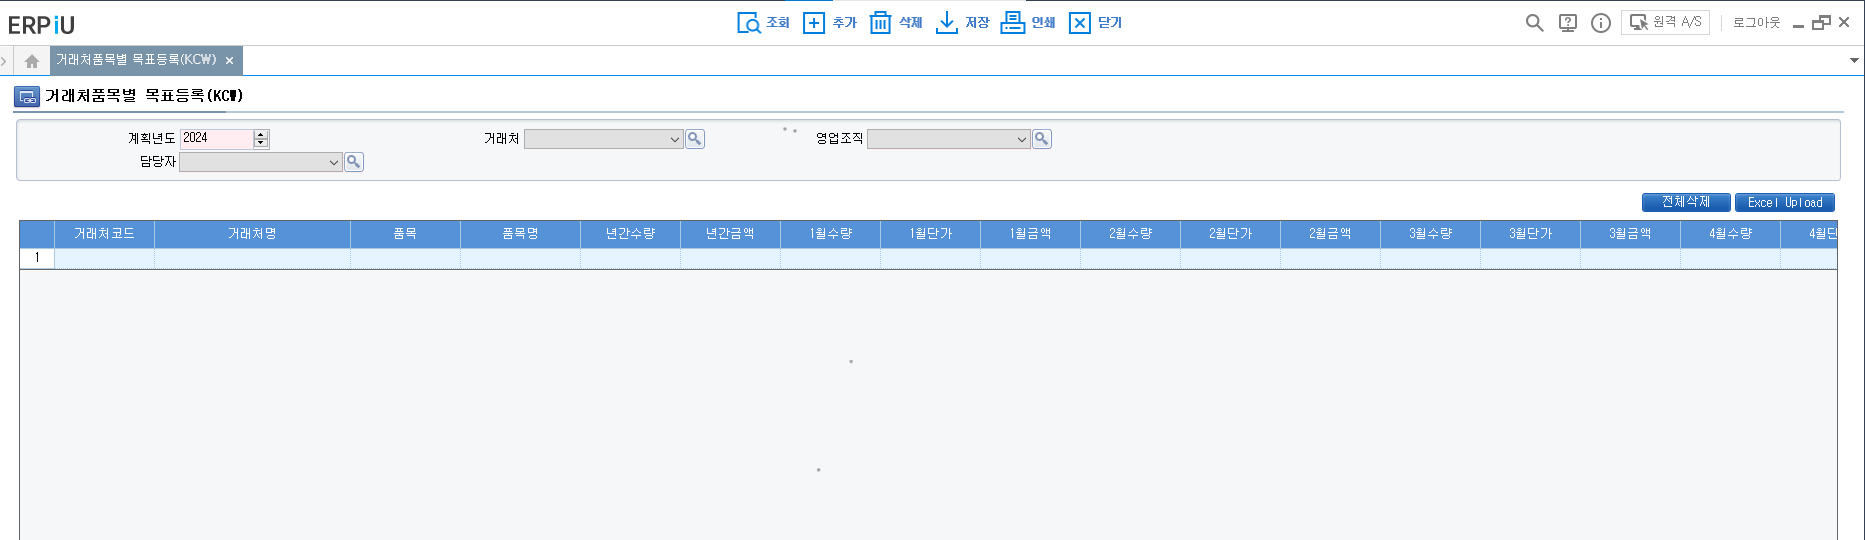 ERPiU 조회 추가 삭제 저장 인쇄 닫기 원격 A/S 로그아웃
거래처품목별 목표등록(KCW)
거래처품목별 목표등록(KCW)
계획년도 2024 거래처 영업조직
담당자
전체삭제 Excel Upload
거래처코드 거래처명 품목 품목명 년간수량 년간금액 1월수량 1월단가 1월금액 2월수량 2월단가 2월금액 3월수량 3월단가 3월금액 4월수량 4월단
1